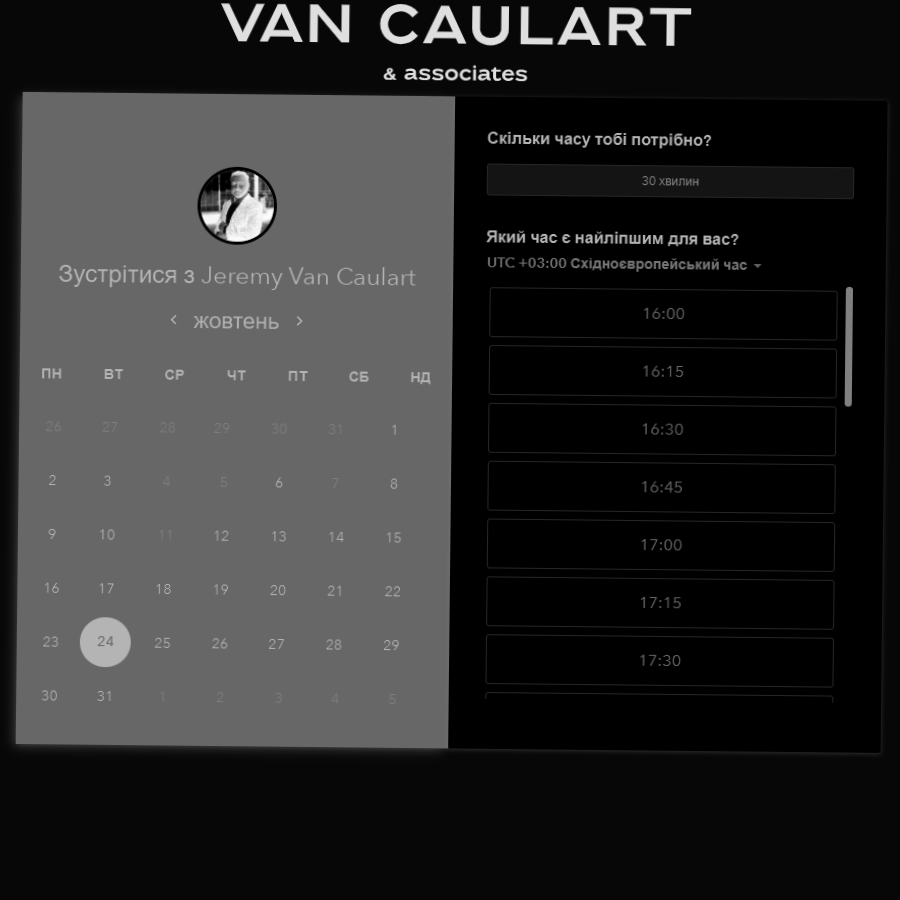 VAN CAULART
& associates
Зустрітися з Jeremy Van Caulart
жовтень
ПН ВТ СР ЧТ ПТ СБ НД
26 27 28 29 30 31 1
2 3 4 5 6 7 8
9 10 11 12 13 14 15
16 17 18 19 20 21 22
23 24 25 26 27 28 29
30 31 1 2 3 4 5
Скільки часу тобі потрібно?
30 хвилин
Який час є найліпшим для вас?
UTC +03:00 Східноєвропейський час
16:00
16:15
16:30
16:45
17:00
17:15
17:30